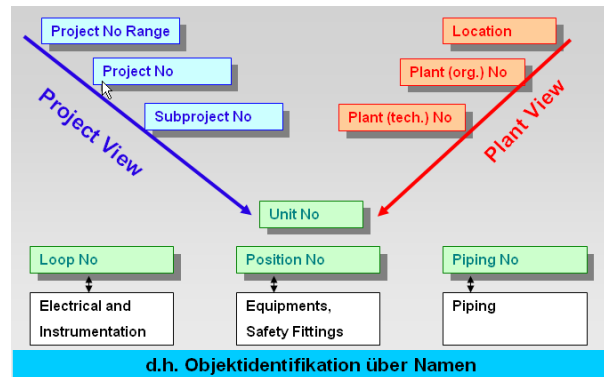 Project No Range
Location
Project No
Plant (org.) No
Subproject No
Plant (tech.) No
Project View
Plant View
Unit No
Loop No
Position No
Piping No
Electrical and
Instrumentation
Equipments,
Safety Fittings
Piping
d.h. Objektidentifikation über Namen